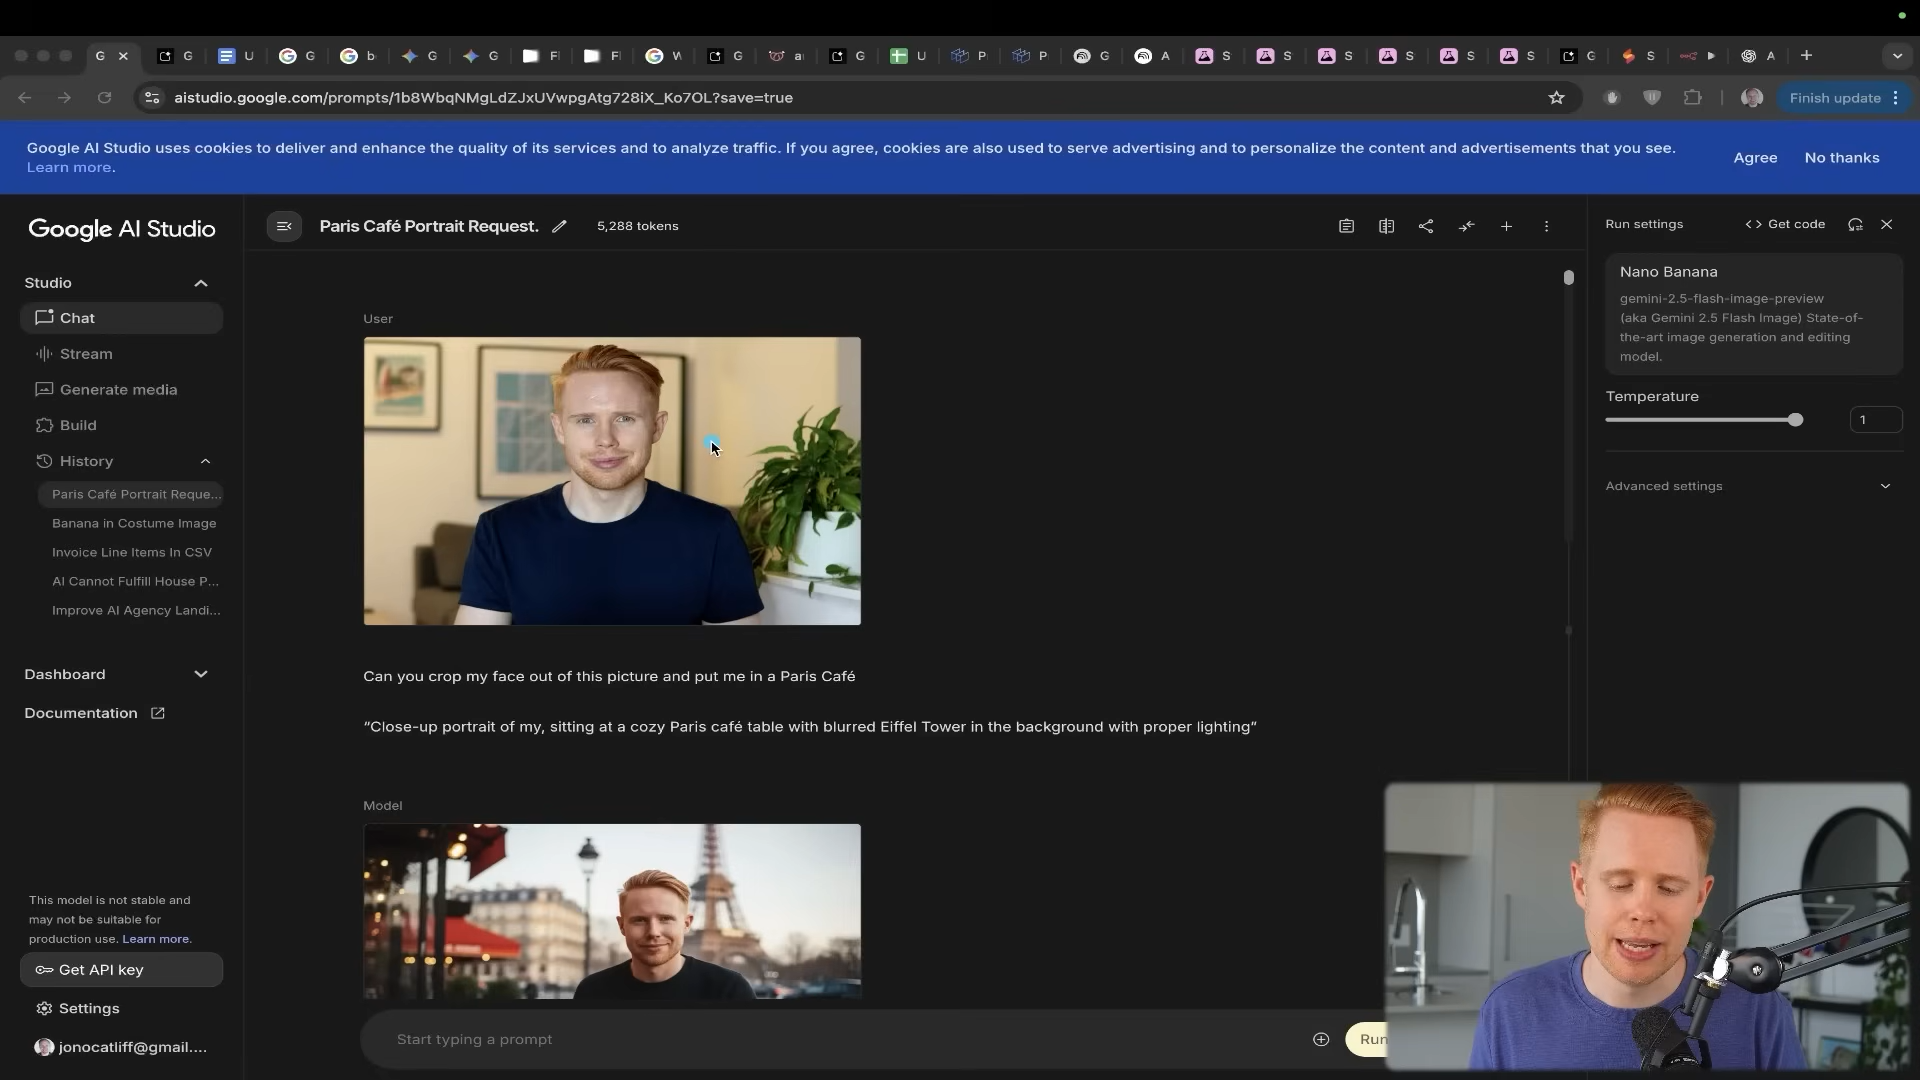 G
G
U
G
b
G
G
Fl
Fl
W
G
a
G
U
P
P
G
A
S
S
S
S
S
S
G
S
A
aistudio.google.com/prompts/1b8WbqNMgLdZJxUVwpgAtg728iX_Ko7OL?save=true
Finish update
Google AI Studio uses cookies to deliver and enhance the quality of its services and to analyze traffic. If you agree, cookies are also used to serve advertising and to personalize the content and advertisements that you see.
Learn more.
Agree
No thanks
Google AI Studio
Studio
Chat
Stream
Generate media
Build
History
Paris Café Portrait Reque...
Banana in Costume Image
Invoice Line Items In CSV
AI Cannot Fulfill House P...
Improve AI Agency Landi...
Dashboard
Documentation
This model is not stable and
may not be suitable for
production use. Learn more.
Get API key
Settings
jonocatliff@gmail....
Paris Café Portrait Request.
5,288 tokens
User
Can you crop my face out of this picture and put me in a Paris Café
“Close-up portrait of my, sitting at a cozy Paris café table with blurred Eiffel Tower in the background with proper lighting”
Model
Start typing a prompt
Run
Run settings
<> Get code
Nano Banana
gemini-2.5-flash-image-preview
(aka Gemini 2.5 Flash Image) State-of-
the-art image generation and editing
model.
Temperature
1
Advanced settings